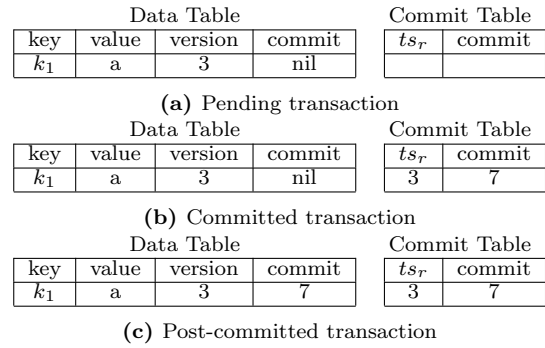 Data Table Commit Table
key value version commit ts_r commit
k_1 a 3 nil
(a) Pending transaction
Data Table Commit Table
key value version commit ts_r commit
k_1 a 3 nil 3 7
(b) Committed transaction
Data Table Commit Table
key value version commit ts_r commit
k_1 a 3 7 3 7
(c) Post-committed transaction